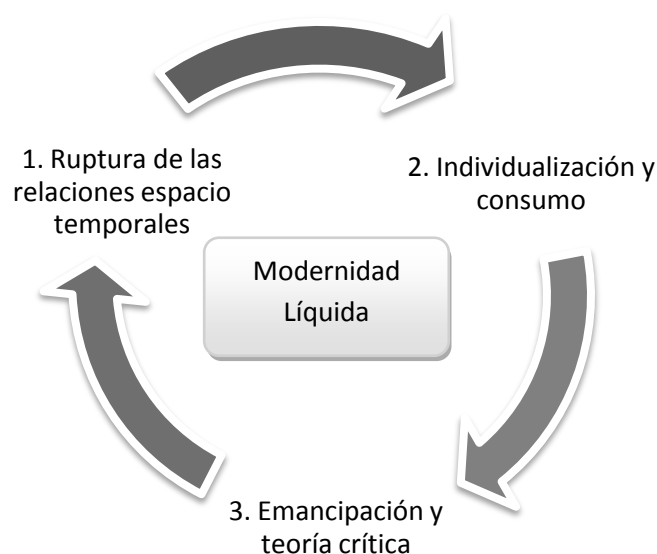 1. Ruptura de las
relaciones espacio
temporales
2. Individualización y
consumo
Modernidad
Líquida
3. Emancipación y
teoría crítica